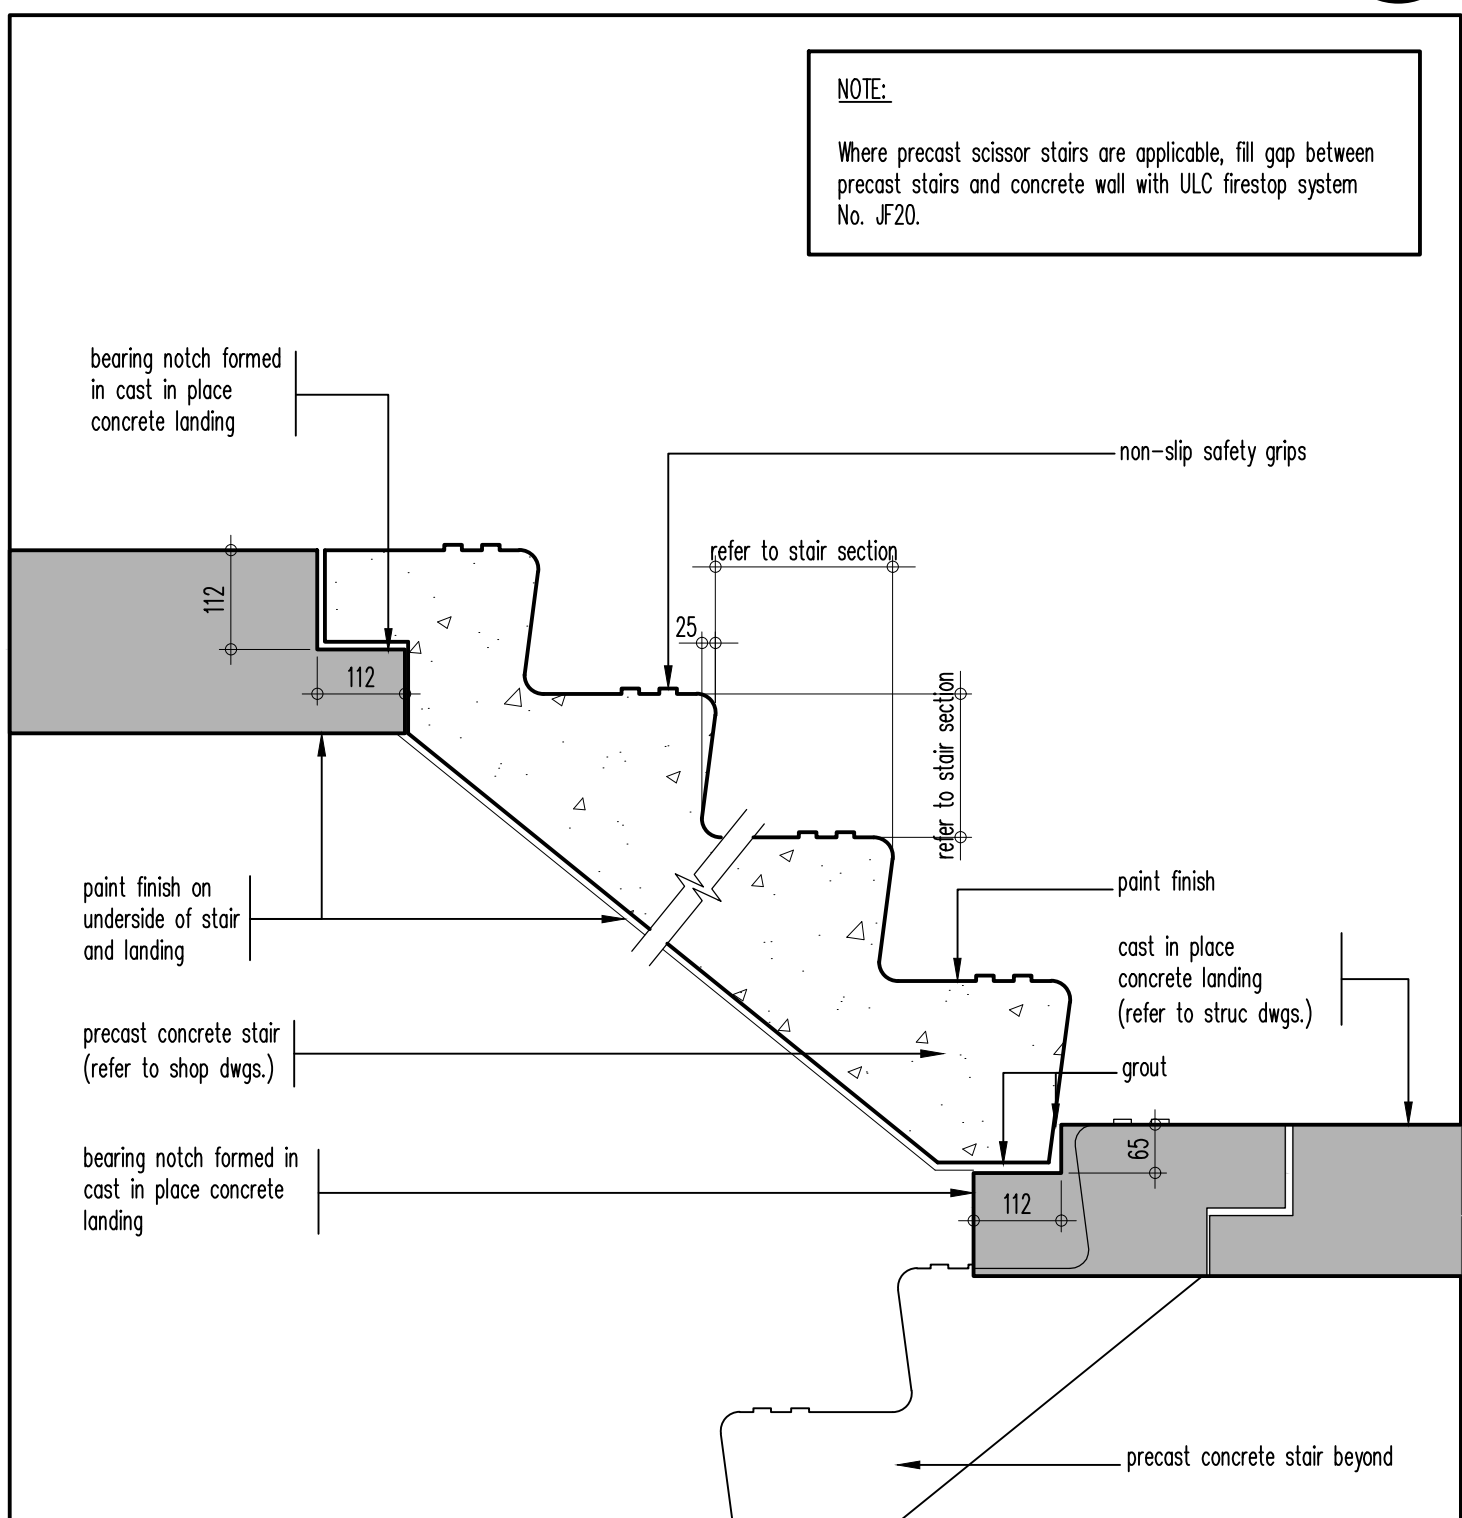 NOTE:
Where precast scissor stairs are applicable, fill gap between
precast stairs and concrete wall with ULC firestop system
No. JF20.
bearing notch formed
in cast in place
concrete landing
non-slip safety grips
refer to stair section
112
25
112
refer to stair section
paint finish on
underside of stair
and landing
paint finish
cast in place
concrete landing
(refer to struc dwgs.)
precast concrete stair
(refer to shop dwgs.)
grout
65
bearing notch formed in
cast in place concrete
landing
112
precast concrete stair beyond